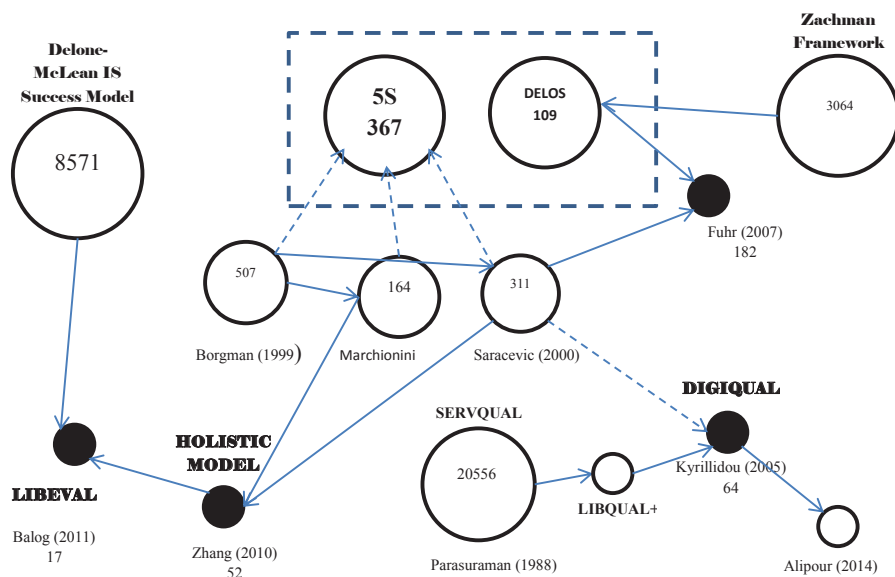 Delone-
McLean IS
Success Model
8571
5S
367
DELOS
109
Zachman
Framework
3064
Fuhr (2007)
182
507
Borgman (1999)
164
Marchionini
311
Saracevic (2000)
LIBEVAL
Balog (2011)
17
HOLISTIC
MODEL
Zhang (2010)
52
SERVQUAL
20556
Parasuraman (1988)
LIBQUAL+
DIGIQUAL
Kyrillidou (2005)
64
Alipour (2014)